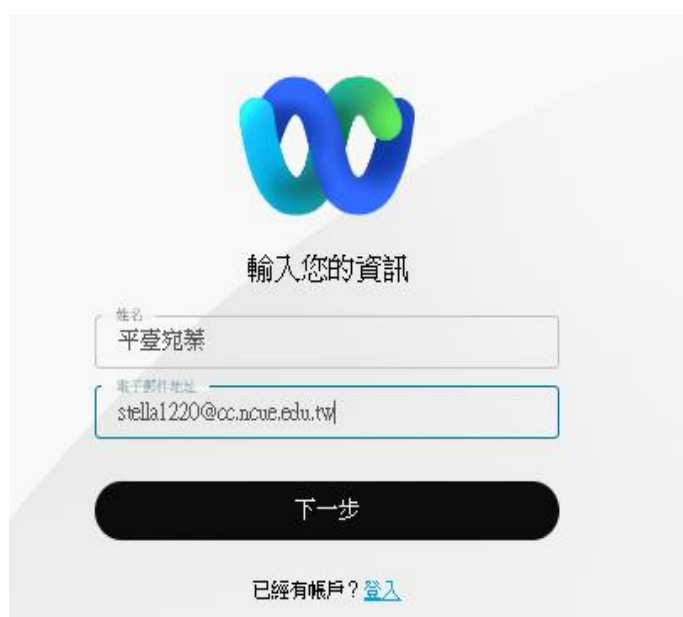 輸入您的資訊
姓名
平臺宛蓁
電子郵件地址
stella1220@cc.ncue.edu.tw
下一步
已經有帳戶？登入